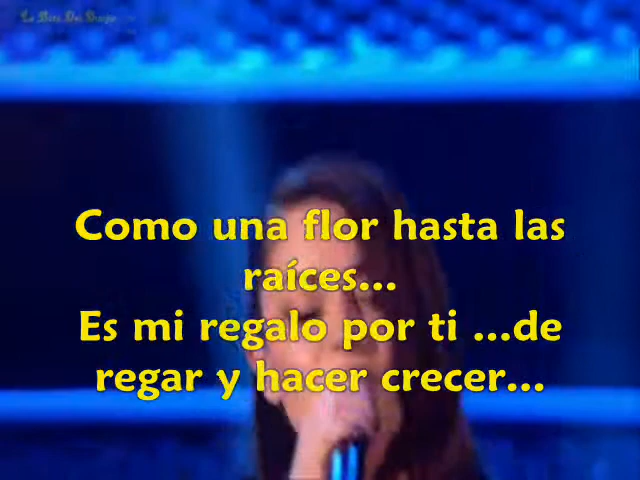 Como una flor hasta las
raíces...
Es mi regalo por ti ...de
regar y hacer crecer...